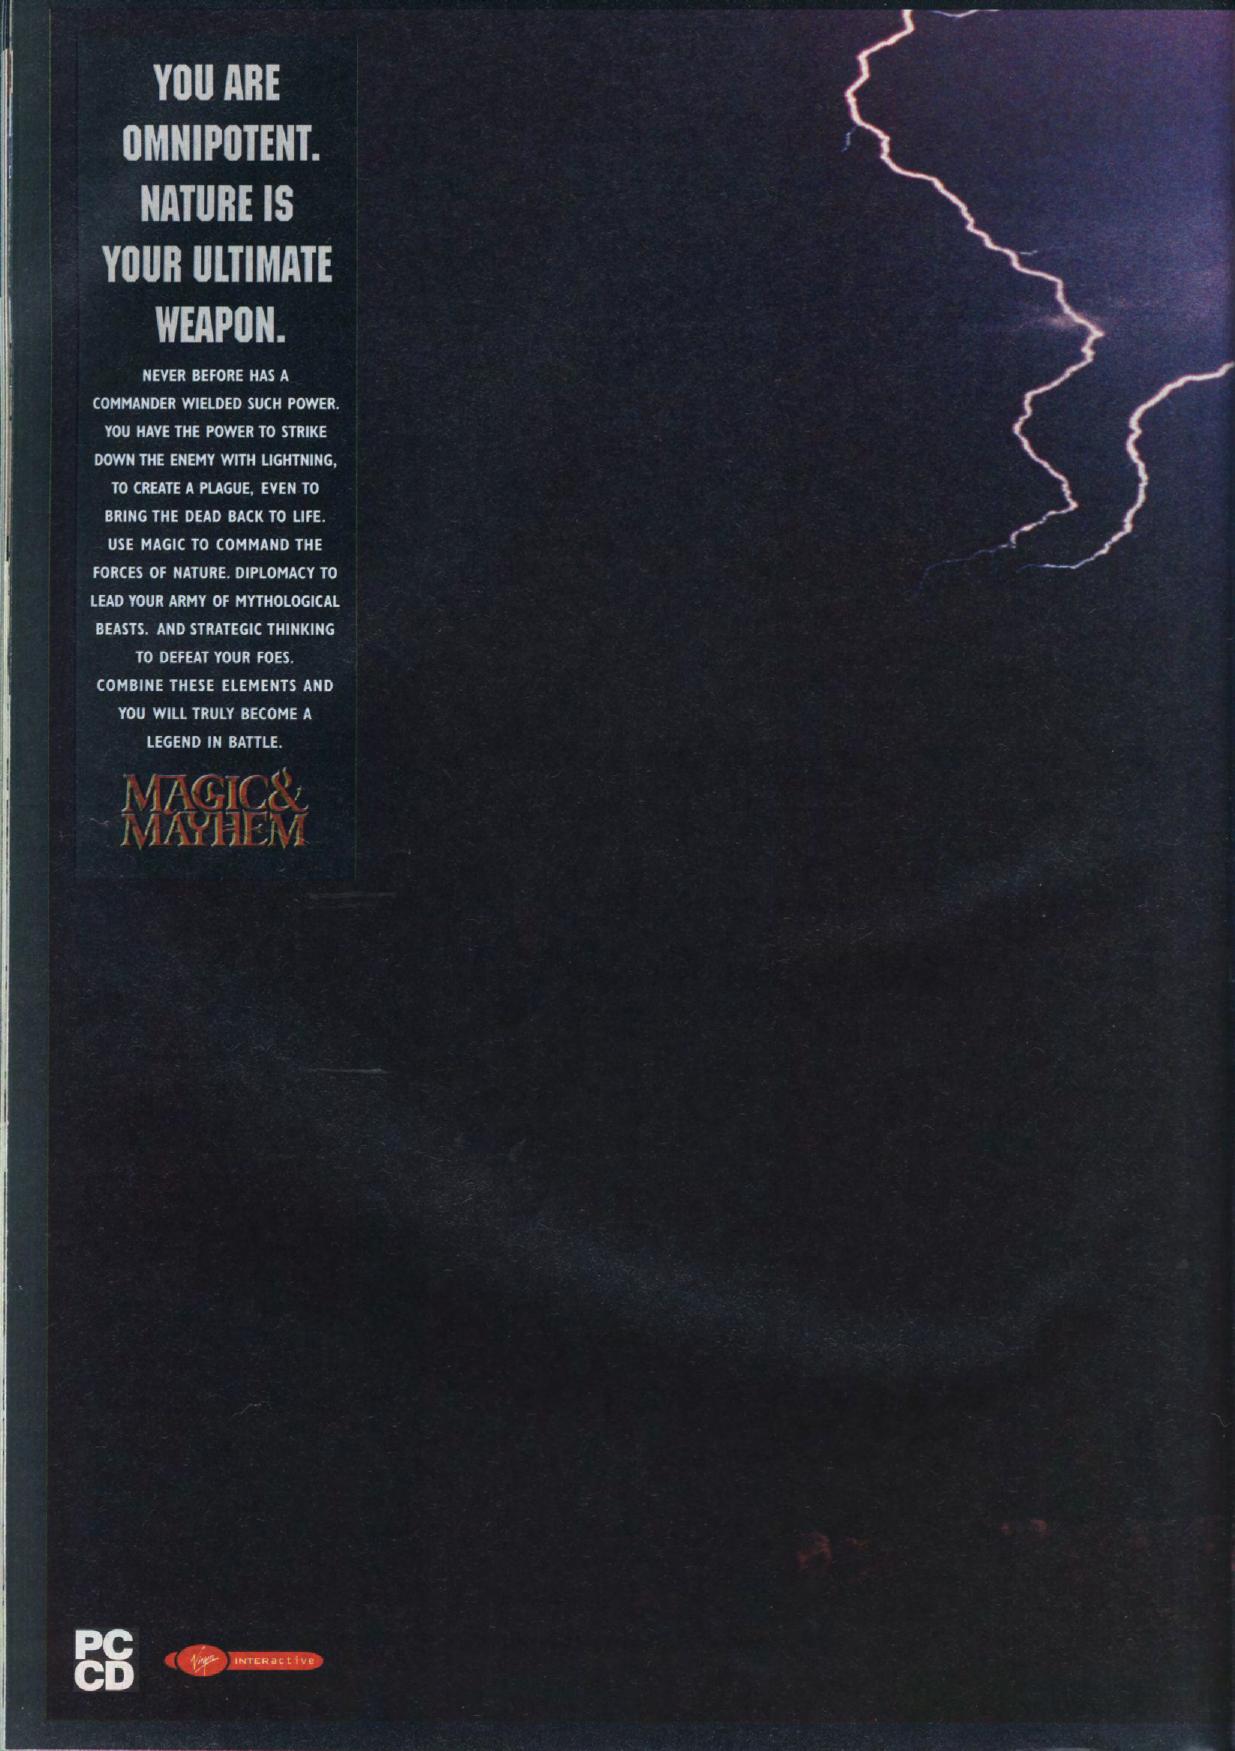 YOU ARE
OMNIPOTENT.
NATURE IS
YOUR ULTIMATE
WEAPON.
NEVER BEFORE HAS A
COMMANDER WIELDED SUCH POWER.
YOU HAVE THE POWER TO STRIKE
DOWN THE ENEMY WITH LIGHTNING,
TO CREATE A PLAGUE, EVEN TO
BRING THE DEAD BACK TO LIFE.
USE MAGIC TO COMMAND THE
FORCES OF NATURE. DIPLOMACY TO
LEAD YOUR ARMY OF MYTHOLOGICAL
BEASTS. AND STRATEGIC THINKING
TO DEFEAT YOUR FOES.
COMBINE THESE ELEMENTS AND
YOU WILL TRULY BECOME A
LEGEND IN BATTLE.
MAGIC&
MAYHEM
PC
CD
Virgin INTERactive